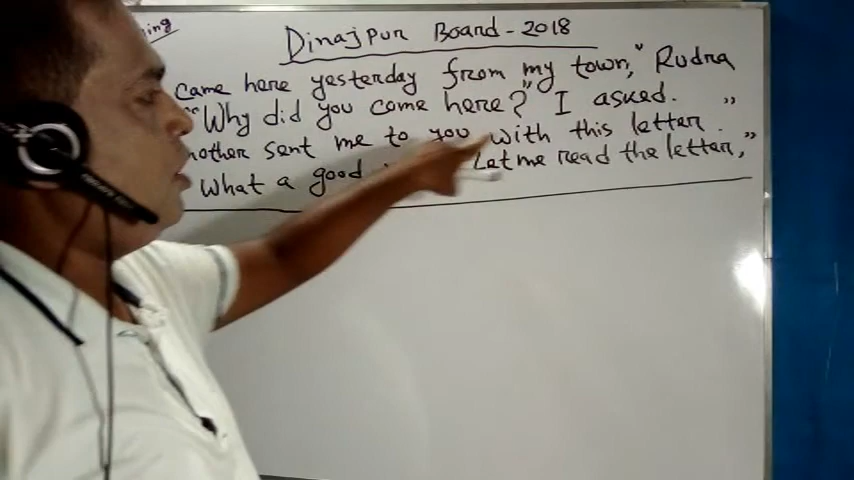 ing
Dinajpur Board - 2018
came here yesterday from my town," Rudra
"Why did you come here?" I asked.
mother sent me to you with this letter."
What a good Let me read the letter,"